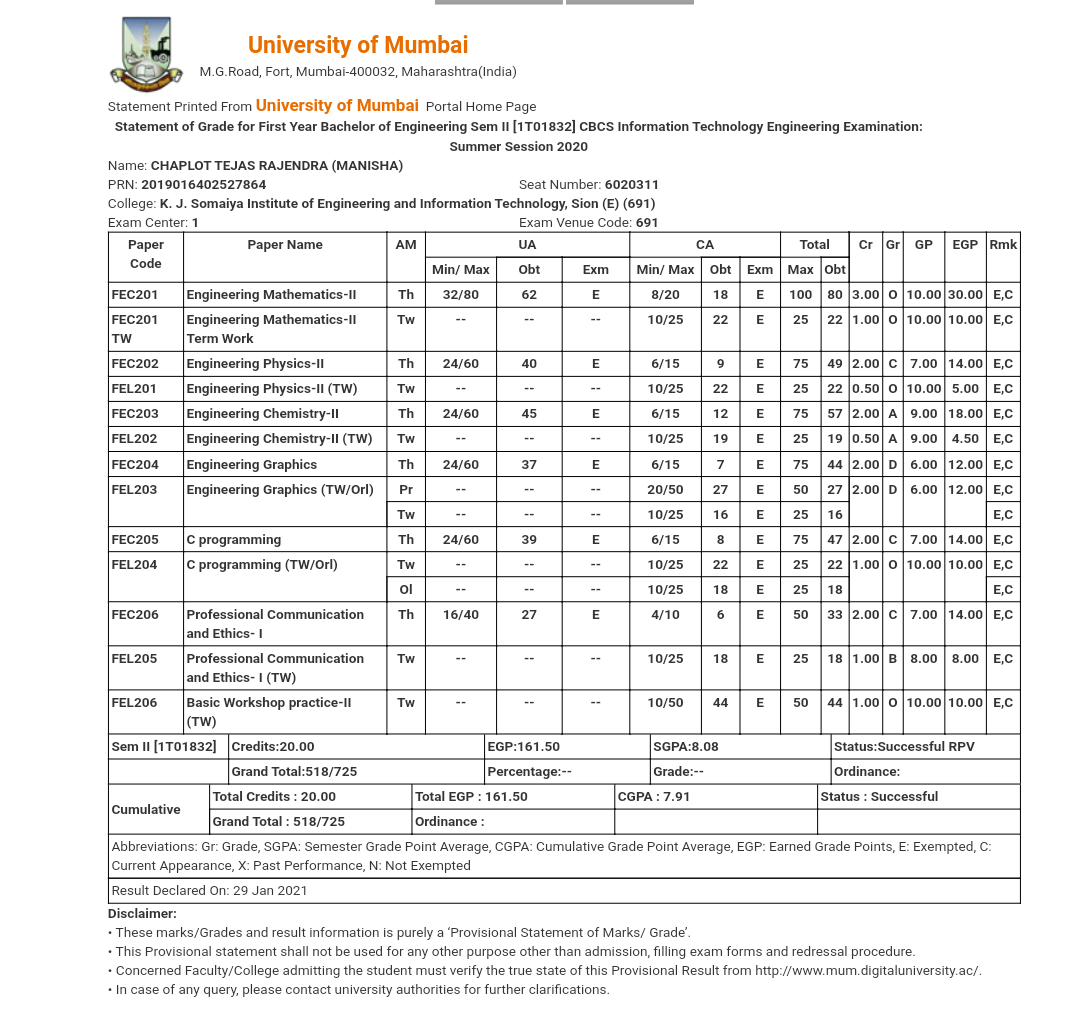 University of Mumbai
M.G.Road, Fort, Mumbai-400032, Maharashtra(India)
Statement Printed From University of Mumbai Portal Home Page
Statement of Grade for First Year Bachelor of Engineering Sem II [1T01832] CBCS Information Technology Engineering Examination:
Summer Session 2020
Name: CHAPLOT TEJAS RAJENDRA (MANISHA)
PRN: 2019016402527864 Seat Number: 6020311
College: K. J. Somaiya Institute of Engineering and Information Technology, Sion (E) (691)
Exam Center: 1 Exam Venue Code: 691
Paper Code Paper Name AM UA CA Total Cr Gr GP EGP Rmk
Min/ Max Obt Exm Min/ Max Obt Exm Max Obt
FEC201 Engineering Mathematics-II Th 32/80 62 E 8/20 18 E 100 80 3.00 O 10.00 30.00 E,C
FEC201 Engineering Mathematics-II Tw -- -- -- 10/25 22 E 25 22 1.00 O 10.00 10.00 E,C
TW Term Work
FEC202 Engineering Physics-II Th 24/60 40 E 6/15 9 E 75 49 2.00 C 7.00 14.00 E,C
FEL201 Engineering Physics-II (TW) Tw -- -- -- 10/25 22 E 25 22 0.50 O 10.00 5.00 E,C
FEC203 Engineering Chemistry-II Th 24/60 45 E 6/15 12 E 75 57 2.00 A 9.00 18.00 E,C
FEL202 Engineering Chemistry-II (TW) Tw -- -- -- 10/25 19 E 25 19 0.50 A 9.00 4.50 E,C
FEC204 Engineering Graphics Th 24/60 37 E 6/15 7 E 75 44 2.00 D 6.00 12.00 E,C
FEL203 Engineering Graphics (TW/Orl) Pr -- -- -- 20/50 27 E 50 27 2.00 D 6.00 12.00 E,C
Tw -- -- -- 10/25 16 E 25 16 E,C
FEC205 C programming Th 24/60 39 E 6/15 8 E 75 47 2.00 C 7.00 14.00 E,C
FEL204 C programming (TW/Orl) Tw -- -- -- 10/25 22 E 25 22 1.00 O 10.00 10.00 E,C
Ol -- -- -- 10/25 18 E 25 18 E,C
FEC206 Professional Communication Th 16/40 27 E 4/10 6 E 50 33 2.00 C 7.00 14.00 E,C
and Ethics- I
FEL205 Professional Communication Tw -- -- -- 10/25 18 E 25 18 1.00 B 8.00 8.00 E,C
and Ethics- I (TW)
FEL206 Basic Workshop practice-II Tw -- -- -- 10/50 44 E 50 44 1.00 O 10.00 10.00 E,C
(TW)
Sem II [1T01832] Credits:20.00 EGP:161.50 SGPA:8.08 Status:Successful RPV
Grand Total:518/725 Percentage:-- Grade:-- Ordinance:
Cumulative Total Credits : 20.00 Total EGP : 161.50 CGPA : 7.91 Status : Successful
Grand Total : 518/725 Ordinance :
Abbreviations: Gr: Grade, SGPA: Semester Grade Point Average, CGPA: Cumulative Grade Point Average, EGP: Earned Grade Points, E: Exempted, C:
Current Appearance, X: Past Performance, N: Not Exempted
Result Declared On: 29 Jan 2021
Disclaimer:
• These marks/Grades and result information is purely a ‘Provisional Statement of Marks/ Grade’.
• This Provisional statement shall not be used for any other purpose other than admission, filling exam forms and redressal procedure.
• Concerned Faculty/College admitting the student must verify the true state of this Provisional Result from http://www.mum.digitaluniversity.ac/.
• In case of any query, please contact university authorities for further clarifications.